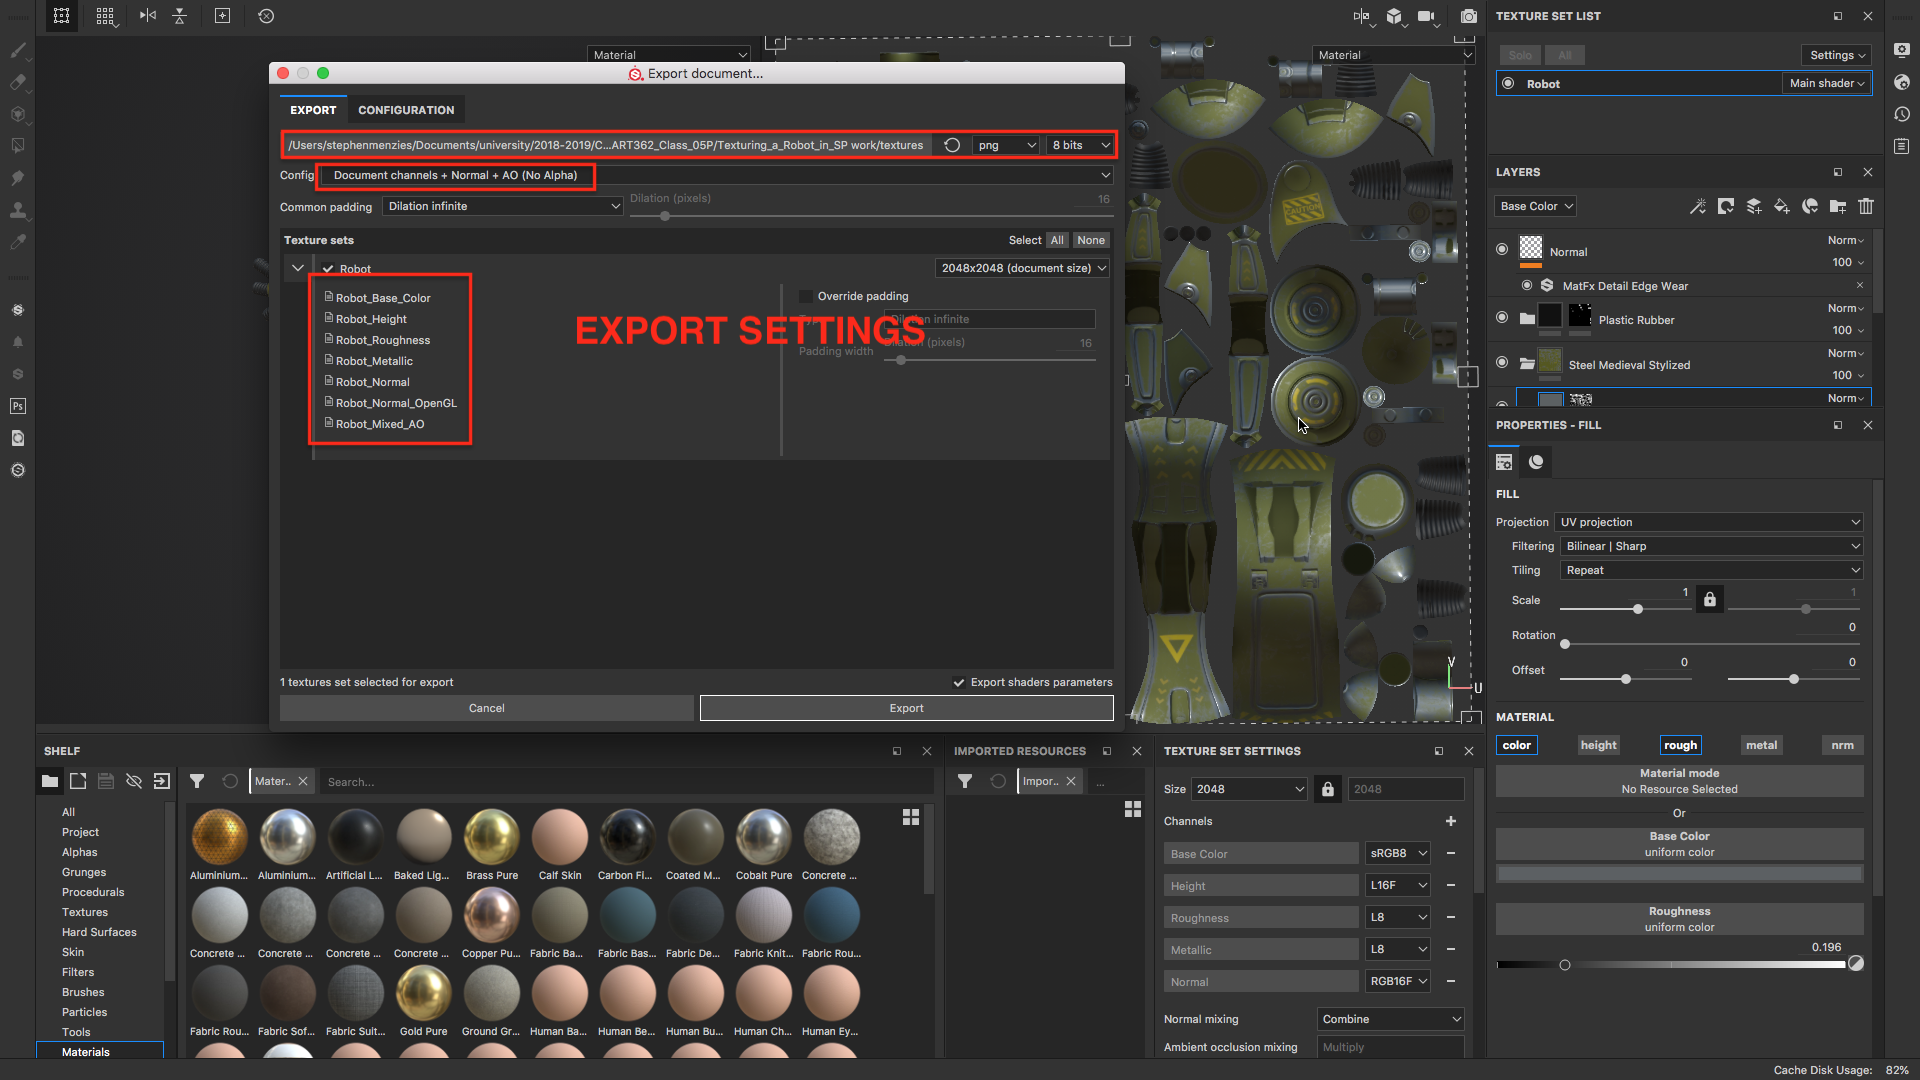 Material
Material
Export document...
EXPORT
CONFIGURATION
/Users/stephenmenzies/Documents/university/2018-2019/C...ART362_Class_05P/Texturing_a_Robot_in_SP work/textures
png
8 bits
Config
Document channels + Normal + AO (No Alpha)
Common padding
Dilation infinite
Dilation (pixels)
16
Texture sets
Select
All
None
Robot
2048x2048 (document size)
Robot_Base_Color
Robot_Height
Robot_Roughness
Robot_Metallic
Robot_Normal
Robot_Normal_OpenGL
Robot_Mixed_AO
Override padding
Dilation infinite
EXPORT SETTINGS
Dilation (pixels)
Padding width
16
1 textures set selected for export
Export shaders parameters
Cancel
Export
CAUTION
V
U
TEXTURE SET LIST
Solo
All
Settings
Robot
Main shader
LAYERS
Base Color
Normal
Norm
100
MatFx Detail Edge Wear
Plastic Rubber
Norm
100
Steel Medieval Stylized
Norm
100
Norm
PROPERTIES - FILL
FILL
Projection
UV projection
Filtering
Bilinear | Sharp
Tiling
Repeat
Scale
1
1
Rotation
0
Offset
0
0
MATERIAL
color
height
rough
metal
nrm
Material mode
No Resource Selected
Or
Base Color
uniform color
Roughness
uniform color
0.196
Ps
SHELF
Mater..
Search...
All
Project
Alphas
Grunges
Procedurals
Textures
Hard Surfaces
Skin
Filters
Brushes
Particles
Tools
Materials
Aluminium...
Aluminium...
Artificial L...
Baked Lig...
Brass Pure
Calf Skin
Carbon Fi...
Coated M...
Cobalt Pure
Concrete ...
Concrete ...
Concrete ...
Concrete ...
Concrete ...
Copper Pu...
Fabric Ba...
Fabric Bas...
Fabric De...
Fabric Knit...
Fabric Rou...
Fabric Rou...
Fabric Sof...
Fabric Suit...
Gold Pure
Ground Gr...
Human Ba...
Human Be...
Human Bu...
Human Ch...
Human Ey...
IMPORTED RESOURCES
Impor..
...
TEXTURE SET SETTINGS
Size
2048
2048
Channels
Base Color
sRGB8
Height
L16F
Roughness
L8
Metallic
L8
Normal
RGB16F
Normal mixing
Combine
Ambient occlusion mixing
Multiply
Cache Disk Usage:
82%